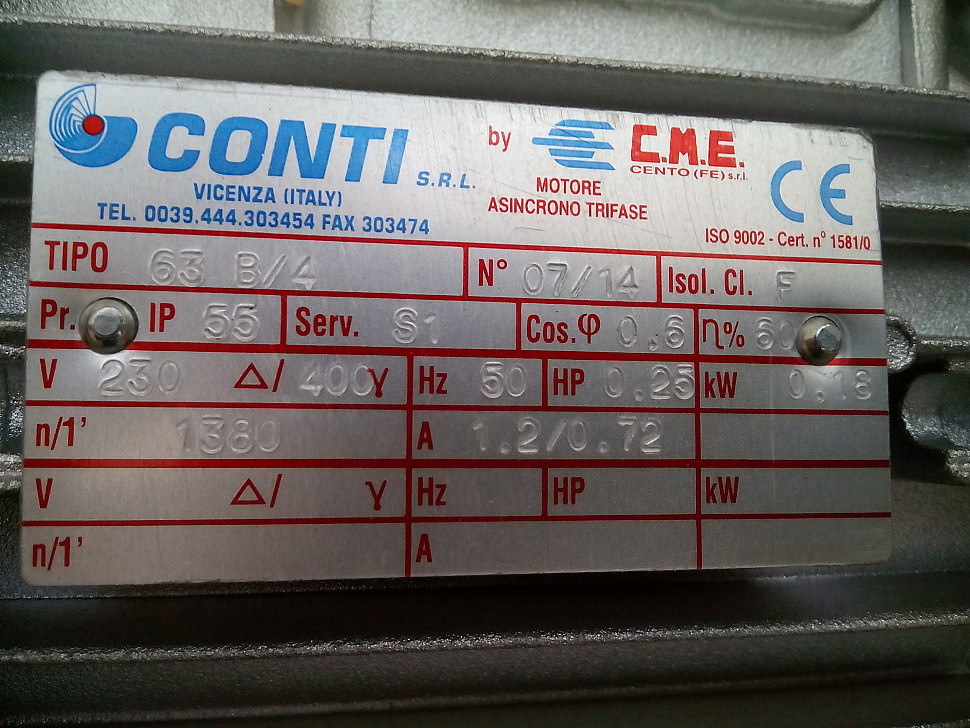 CONTI S.R.L. by C.M.E.
CENTO (FE) s.r.l.
VICENZA (ITALY) MOTORE
TEL. 0039.444.303454 FAX 303474 ASINCRONO TRIFASE CE
ISO 9002 - Cert. n° 1581/0
TIPO 63 B/4 N° 07/14 Isol. Cl. F
Pr. IP 55 Serv. S1 Cos.φ 0.6 η% 60
V 230 Δ/ 400Y Hz 50 HP 0.25 kW 0.18
n/1' 1380 A 1.2/0.72
V Δ/ Y Hz HP kW
n/1' A